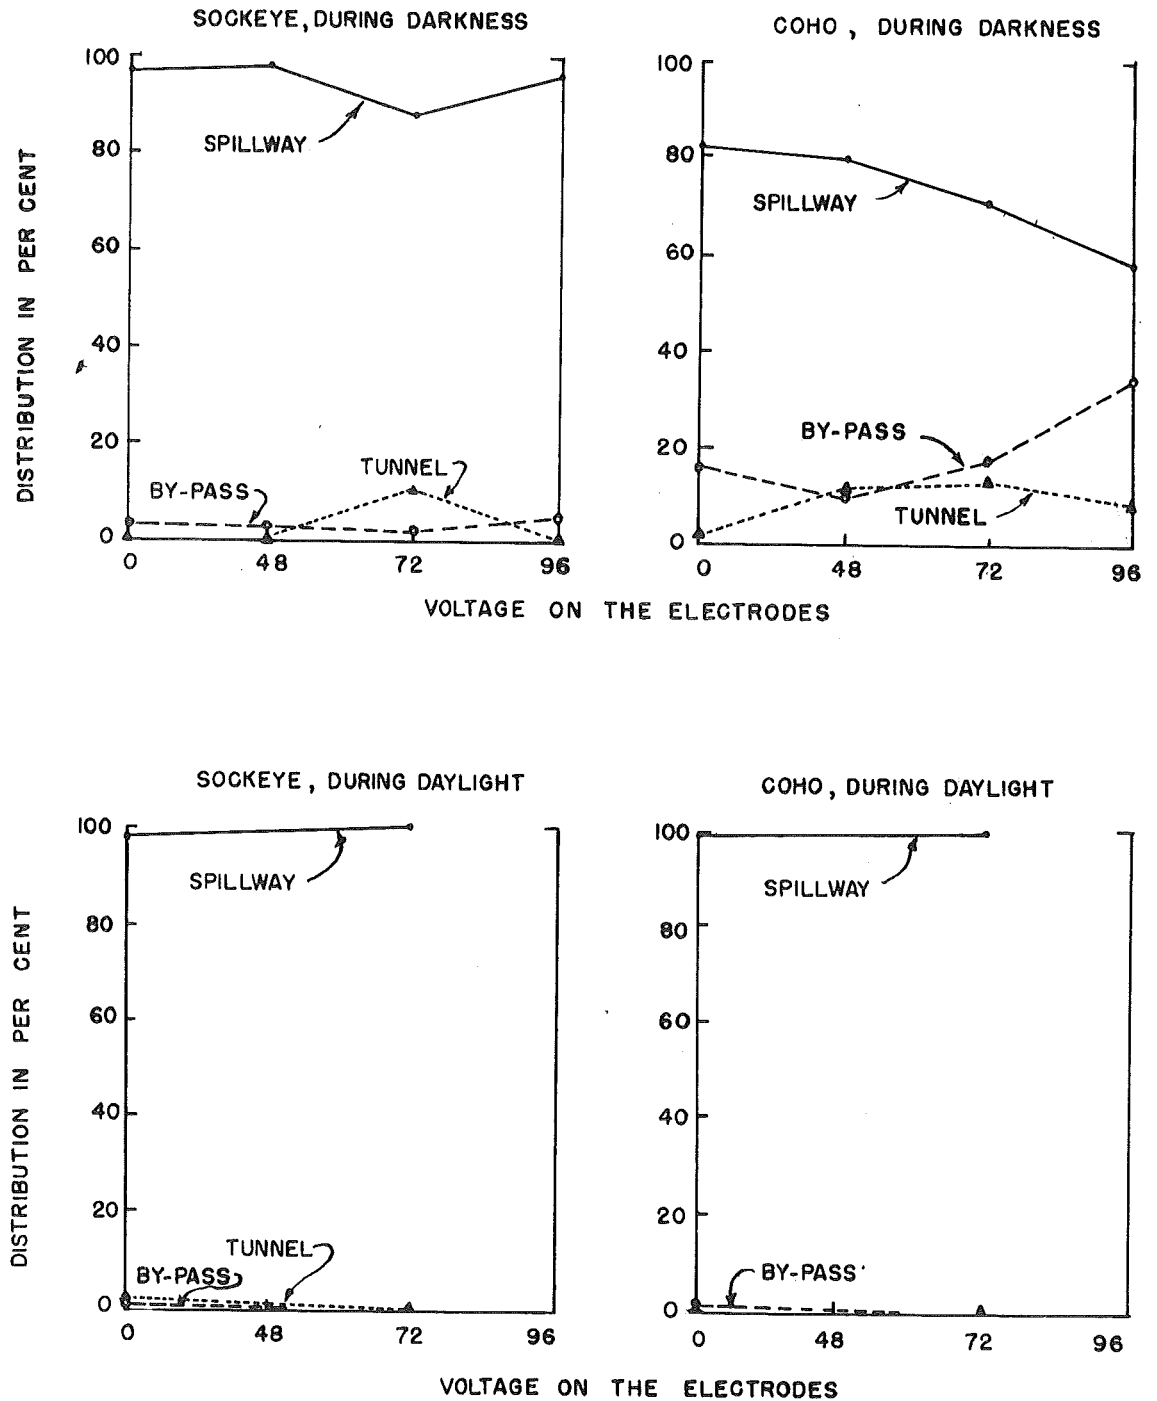 SOCKEYE, DURING DARKNESS
100
80
60
40
20
0
SPILLWAY
TUNNEL
BY-PASS
0 48 72 96
DISTRIBUTION IN PER CENT
COHO, DURING DARKNESS
100
80
60
40
20
0
SPILLWAY
BY-PASS
TUNNEL
0 48 72 96
VOLTAGE ON THE ELECTRODES
SOCKEYE, DURING DAYLIGHT
100
80
60
40
20
0
SPILLWAY
TUNNEL
BY-PASS
0 48 72 96
DISTRIBUTION IN PER CENT
COHO, DURING DAYLIGHT
100
80
60
40
20
0
SPILLWAY
BY-PASS
0 48 72 96
VOLTAGE ON THE ELECTRODES